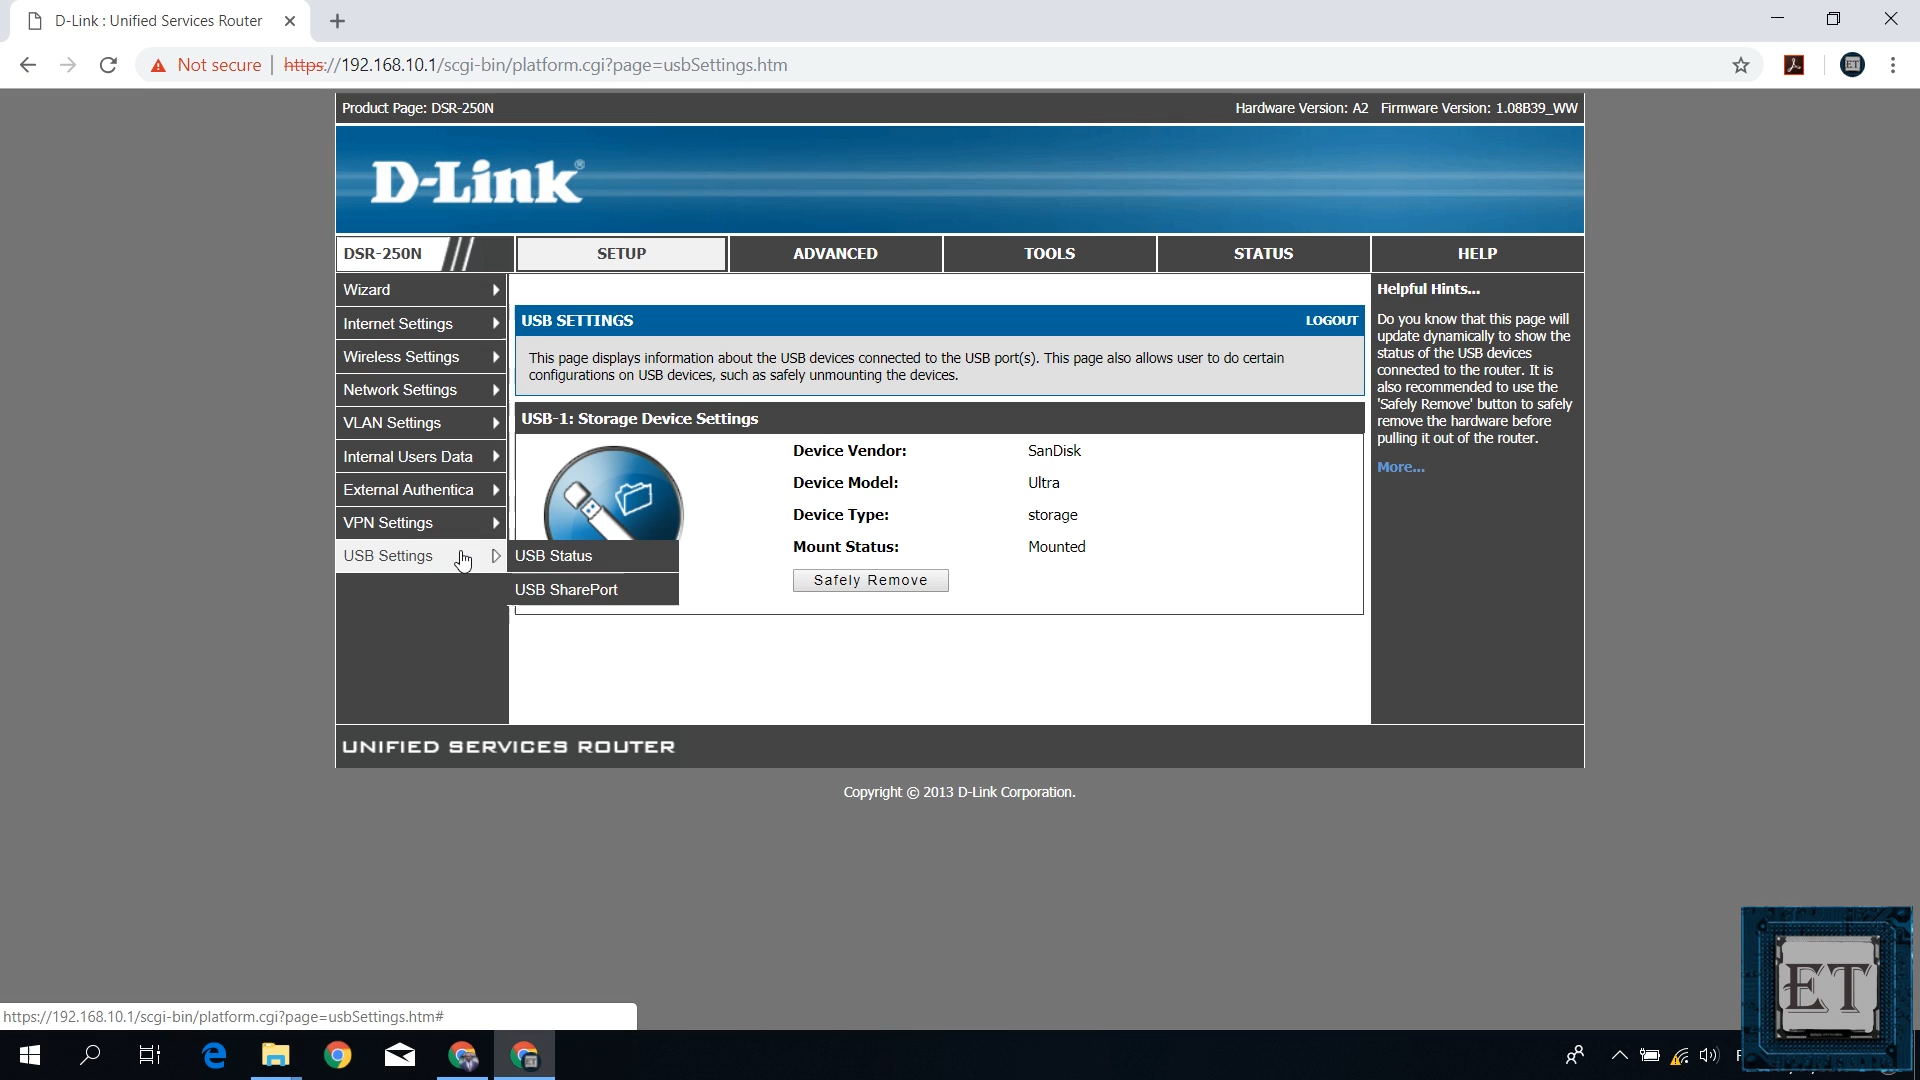 D-Link : Unified Services Router
Not secure
https://192.168.10.1/scgi-bin/platform.cgi?page=usbSettings.htm
ET
Product Page: DSR-250N
Hardware Version: A2 Firmware Version: 1.08B39_WW
D-Link®
DSR-250N
SETUP
ADVANCED
TOOLS
STATUS
HELP
Wizard
Internet Settings
Wireless Settings
Network Settings
VLAN Settings
Internal Users Data
External Authentica
VPN Settings
USB Settings
USB Status
USB SharePort
USB SETTINGS
LOGOUT
This page displays information about the USB devices connected to the USB port(s). This page also allows user to do certain
configurations on USB devices, such as safely unmounting the devices.
USB-1: Storage Device Settings
Device Vendor: SanDisk
Device Model: Ultra
Device Type: storage
Mount Status: Mounted
Safely Remove
Helpful Hints...
Do you know that this page will
update dynamically to show the
status of the USB devices
connected to the router. It is
also recommended to use the
'Safely Remove' button to safely
remove the hardware before
pulling it out of the router.
More...
UNIFIED SERVICES ROUTER
Copyright © 2013 D-Link Corporation.
https://192.168.10.1/scgi-bin/platform.cgi?page=usbSettings.htm#
ET